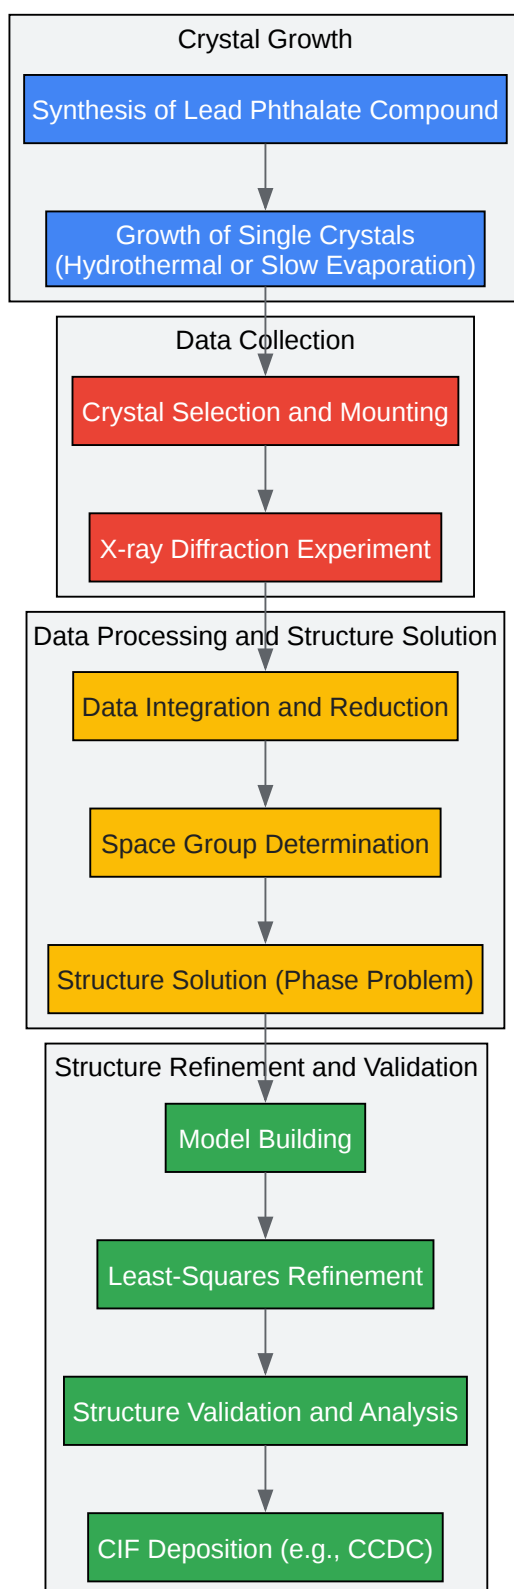 Crystal Growth
Synthesis of Lead Phthalate Compound
Growth of Single Crystals
(Hydrothermal or Slow Evaporation)
Data Collection
Crystal Selection and Mounting
X-ray Diffraction Experiment
Data Processing and Structure Solution
Data Integration and Reduction
Space Group Determination
Structure Solution (Phase Problem)
Structure Refinement and Validation
Model Building
Least-Squares Refinement
Structure Validation and Analysis
CIF Deposition (e.g., CCDC)